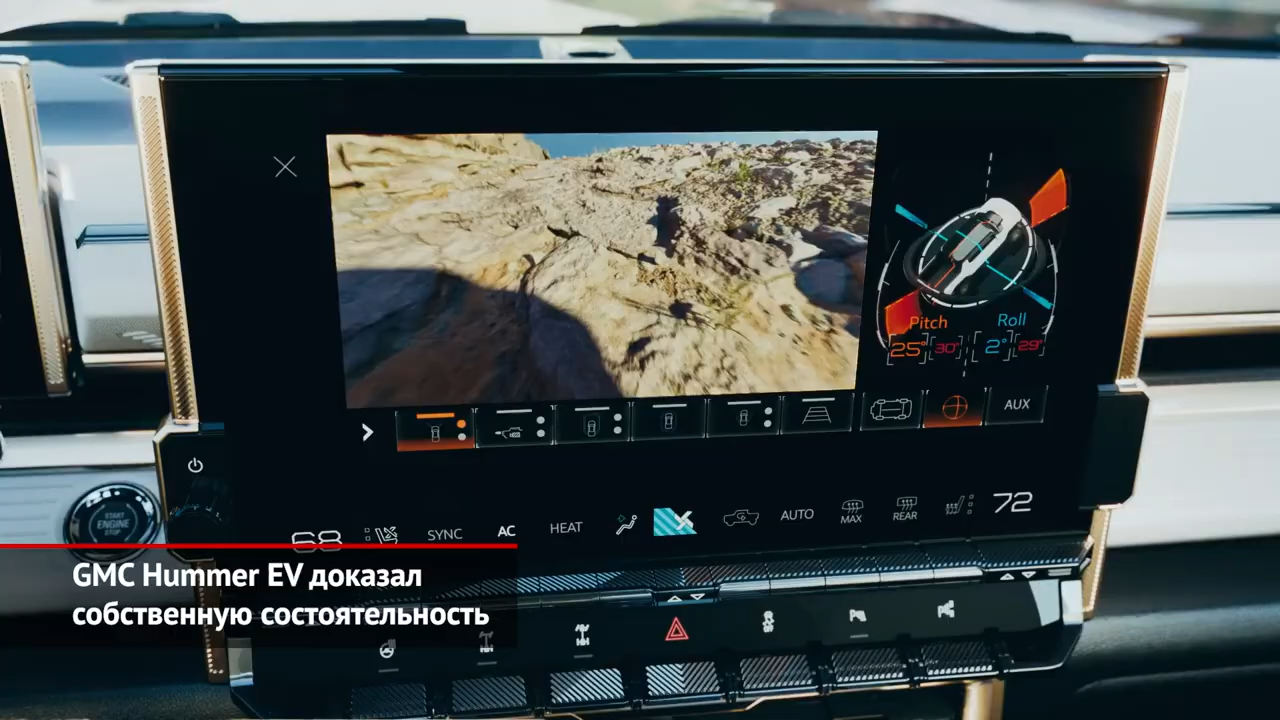 Pitch
Roll
25° 30° 2° 29°
AUX
68 SYNC AC HEAT AUTO MAX REAR 72
START
ENGINE
STOP
GMC Hummer EV доказал
собственную состоятельность